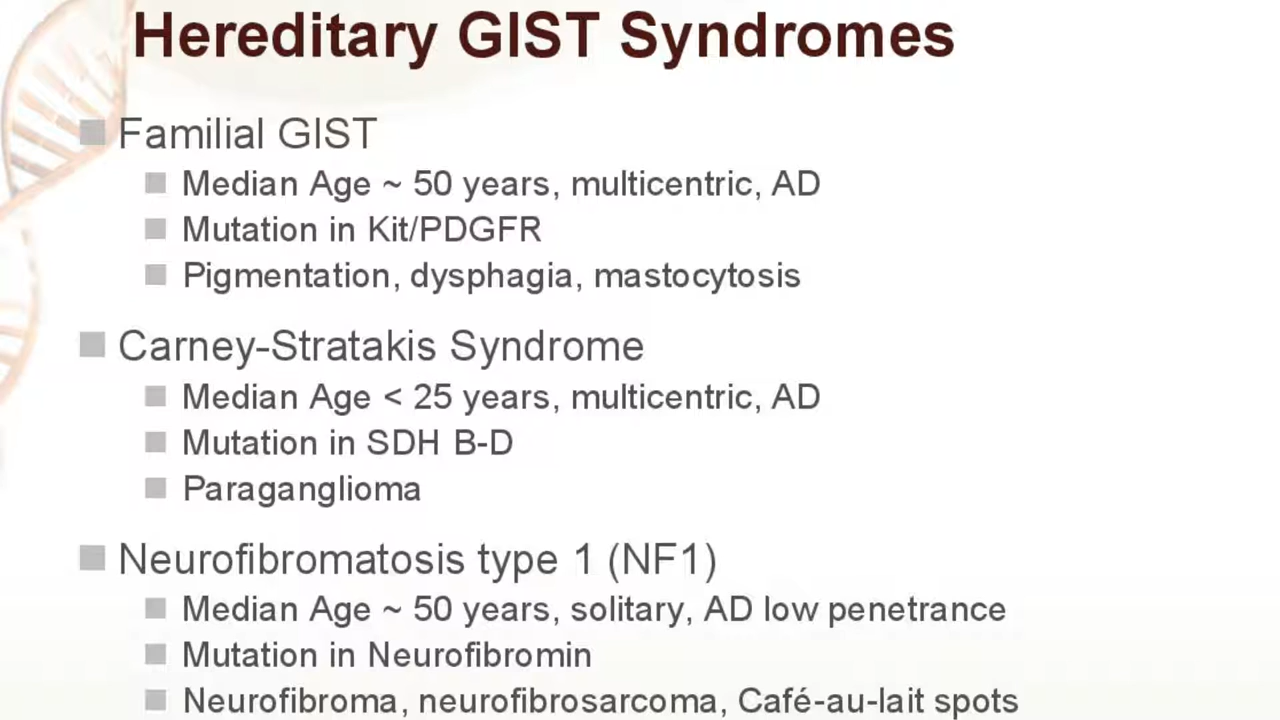 Hereditary GIST Syndromes
Familial GIST
Median Age ~ 50 years, multicentric, AD
Mutation in Kit/PDGFR
Pigmentation, dysphagia, mastocytosis
Carney-Stratakis Syndrome
Median Age < 25 years, multicentric, AD
Mutation in SDH B-D
Paraganglioma
Neurofibromatosis type 1 (NF1)
Median Age ~ 50 years, solitary, AD low penetrance
Mutation in Neurofibromin
Neurofibroma, neurofibrosarcoma, Café-au-lait spots